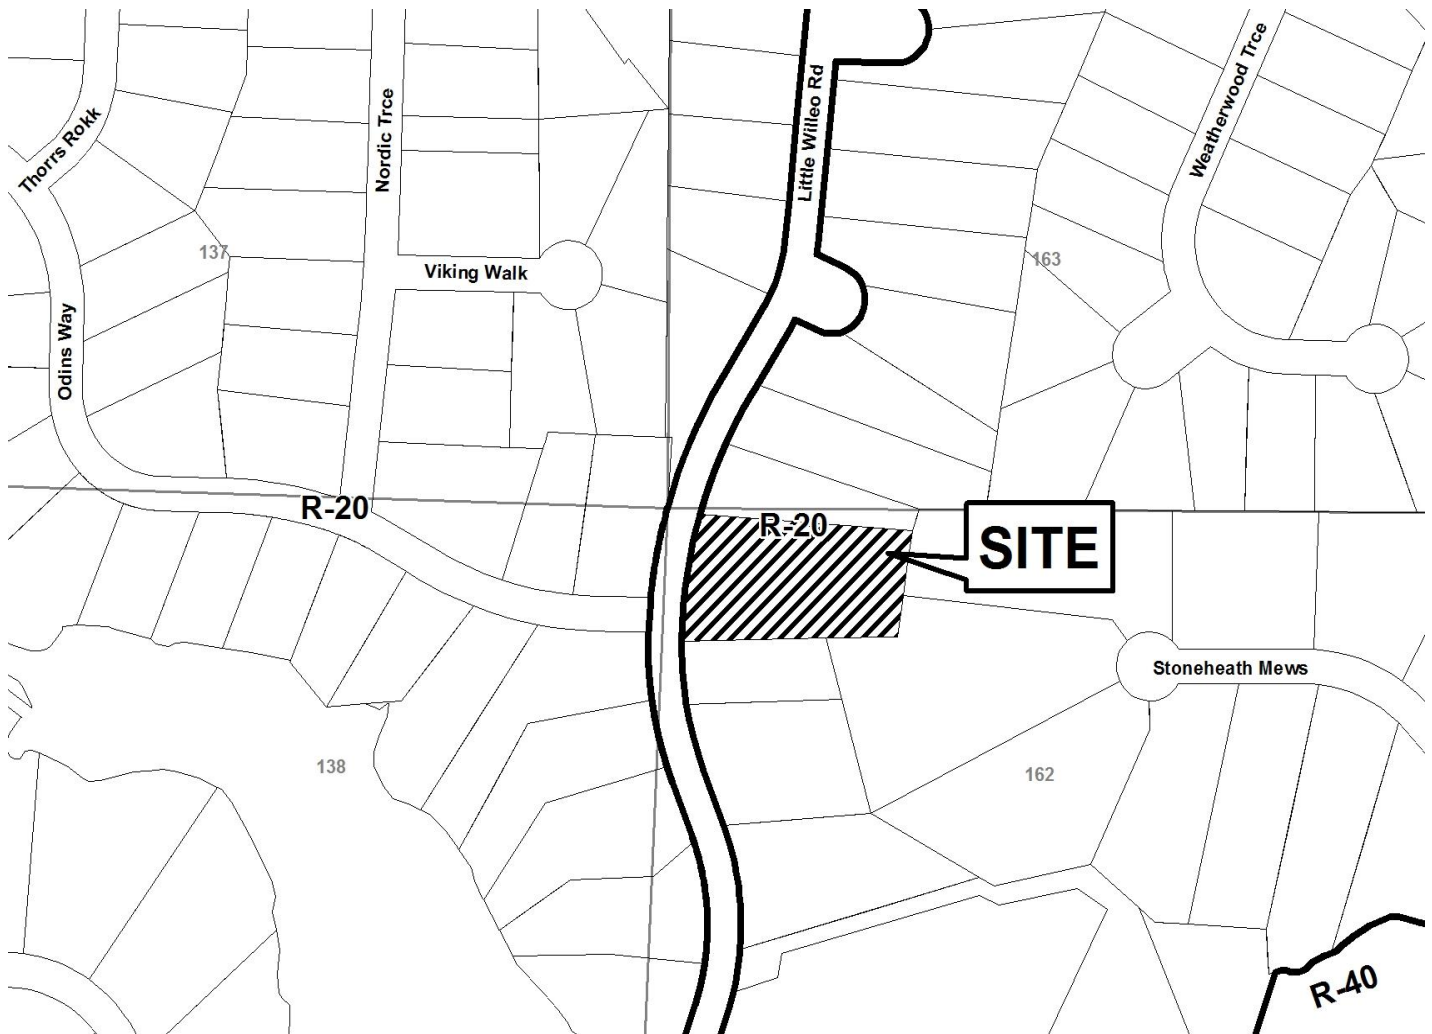 Little Willeo Rd
Weatherwood Trce
Thorrs Rokk
Nordic Trce
137
Viking Walk
163
Odins Way
R-20
R-20
SITE
Stoneheath Mews
138
162
R-40